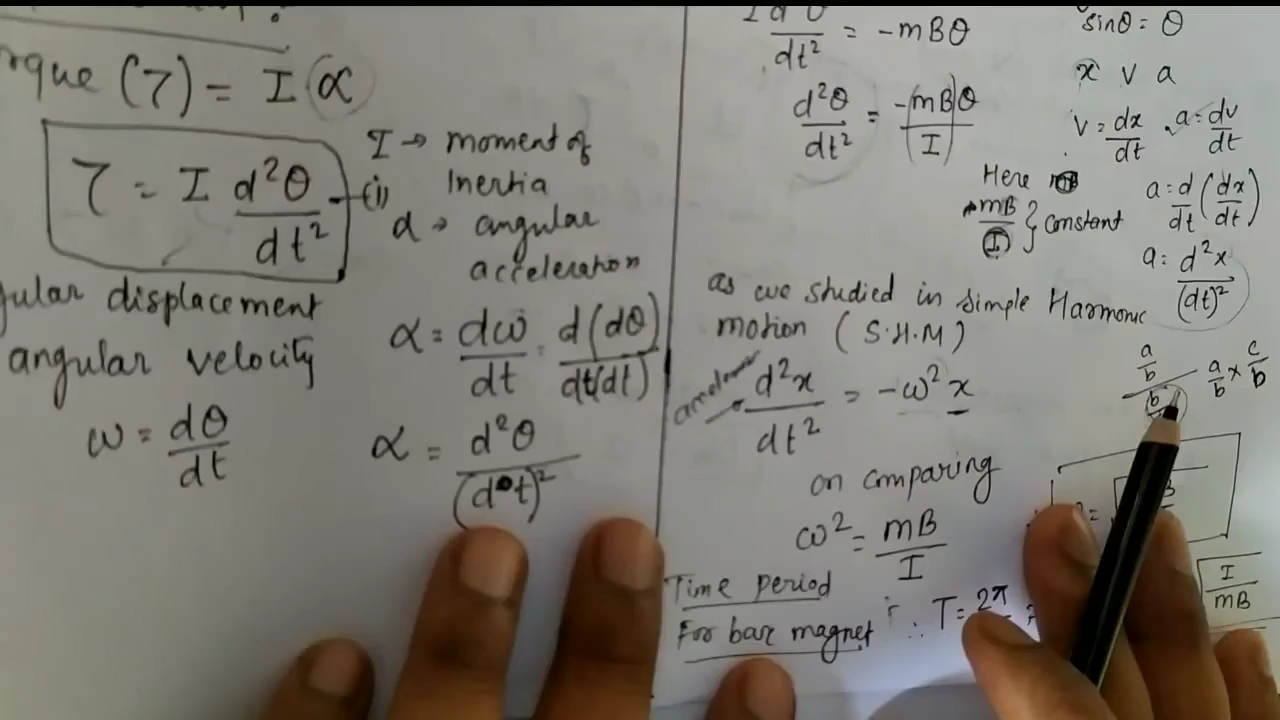 rque (τ) = I α
τ = I d²θ/dt² —(i)
I → moment of
Inertia
α → angular
acceleration
gular displacement
angular velocity
ω = dθ/dt
α = dω/dt = d(dθ)/dt(dt)
α = d²θ/(dt)²
I d²θ/dt² = -mBθ
d²θ/dt² = -(mB/I)θ
Here
mB/I } constant
as we studied in Simple Harmonic
motion (S.H.M)
d²x/dt² = -ω²x
on comparing
ω² = mB/I
Time period
For bar magnet
∴ T = 2π
sinθ = θ
x v a
v = dx/dt , a = dv/dt
a = d/dt (dx/dt)
a = d²x/(dt)²
a/b
b
a/b × c/b
I/mB